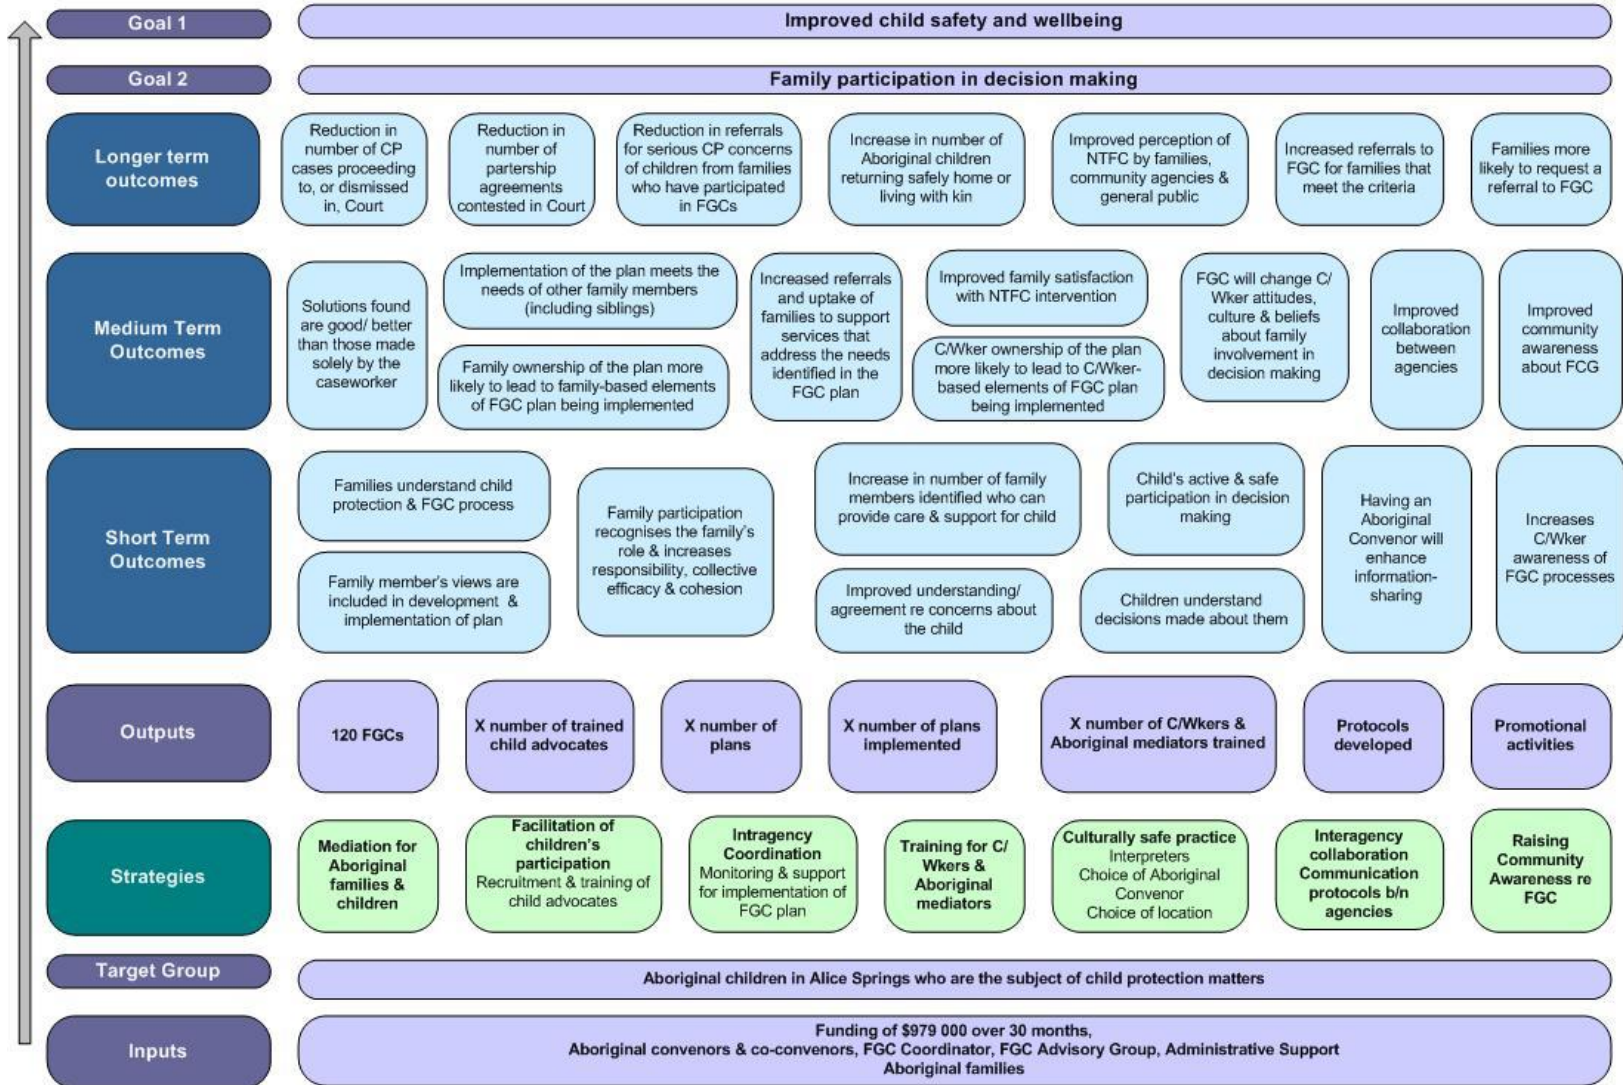 Goal 1
Improved child safety and wellbeing
Goal 2
Family participation in decision making
Longer term
outcomes
Reduction in
number of CP
cases proceeding
to, or dismissed
in, Court
Reduction in
number of
partership
agreements
contested in Court
Reduction in referrals
for serious CP concerns
of children from families
who have participated
in FGCs
Increase in number of
Aboriginal children
returning safely home or
living with kin
Improved perception of
NTFC by families,
community agencies &
general public
Increased referrals to
FGC for families that
meet the criteria
Families more
likely to request a
referral to FGC
Medium Term
Outcomes
Solutions found
are good/ better
than those made
solely by the
caseworker
Implementation of the plan meets the
needs of other family members
(including siblings)
Family ownership of the plan more
likely to lead to family-based elements
of FGC plan being implemented
Increased referrals
and uptake of
families to support
services that
address the needs
identified in the
FGC plan
Improved family satisfaction
with NTFC intervention
C/Wker ownership of the plan
more likely to lead to C/Wker-
based elements of FGC plan
being implemented
FGC will change C/
Wker attitudes,
culture & beliefs
about family
involvement in
decision making
Improved
collaboration
between
agencies
Improved
community
awareness
about FCG
Short Term
Outcomes
Families understand child
protection & FGC process
Family member's views are
included in development &
implementation of plan
Family participation
recognises the family's
role & increases
responsibility, collective
efficacy & cohesion
Increase in number of family
members identified who can
provide care & support for child
Improved understanding/
agreement re concerns about
the child
Child's active & safe
participation in decision
making
Children understand
decisions made about them
Having an
Aboriginal
Convenor will
enhance
information-
sharing
Increases
C/Wker
awareness of
FGC processes
Outputs
120 FGCs
X number of trained
child advocates
X number of
plans
X number of plans
implemented
X number of C/Wkers &
Aboriginal mediators trained
Protocols
developed
Promotional
activities
Strategies
Mediation for
Aboriginal
families &
children
Facilitation of
children's
participation
Recruitment & training of
child advocates
Intragency
Coordination
Monitoring & support
for implementation of
FGC plan
Training for C/
Wkers &
Aboriginal
mediators
Culturally safe practice
Interpreters
Choice of Aboriginal
Convenor
Choice of location
Interagency
collaboration
Communication
protocols b/n
agencies
Raising
Community
Awareness re
FGC
Target Group
Aboriginal children in Alice Springs who are the subject of child protection matters
Inputs
Funding of $979 000 over 30 months,
Aboriginal convenors & co-convenors, FGC Coordinator, FGC Advisory Group, Administrative Support
Aboriginal families